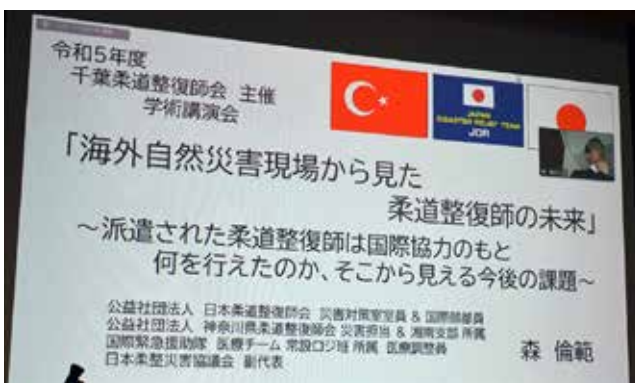 令和5年度
千葉柔道整復師会 主催
学術講演会
JAPAN
DISASTER RELIEF TEAM
JDR
「海外自然災害現場から見た
柔道整復師の未来」
～派遣された柔道整復師は国際協力のもと
何を行えたのか、そこから見える今後の課題～
公益社団法人 日本柔道整復師会 災害対策室室員 & 国際部部員
公益社団法人 神奈川県柔道整復師会 災害担当 & 湘南支部 所属
国際緊急援助隊 医療チーム 常設ロジ班 所属 医療調整員
日本柔整災害協議会 副代表
森 倫範